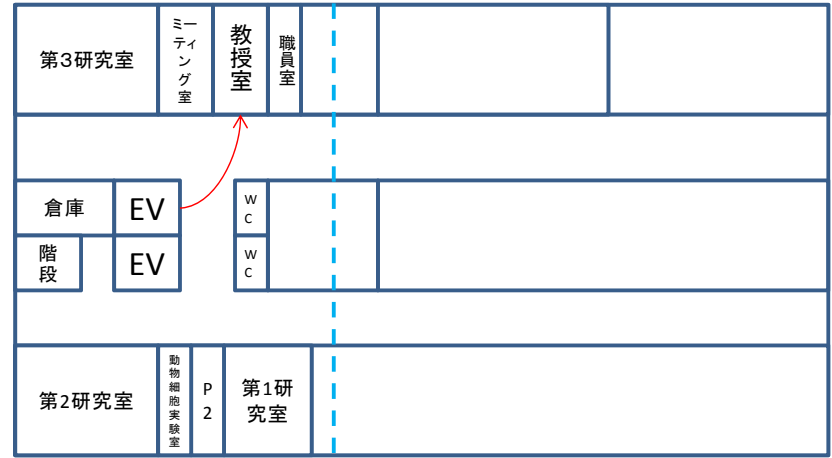 第3研究室
ミー
ティ
ング
室
教授室
職員室
倉庫
EV
WC
階段
EV
WC
第2研究室
動物細胞実験室
P2
第1研
究室